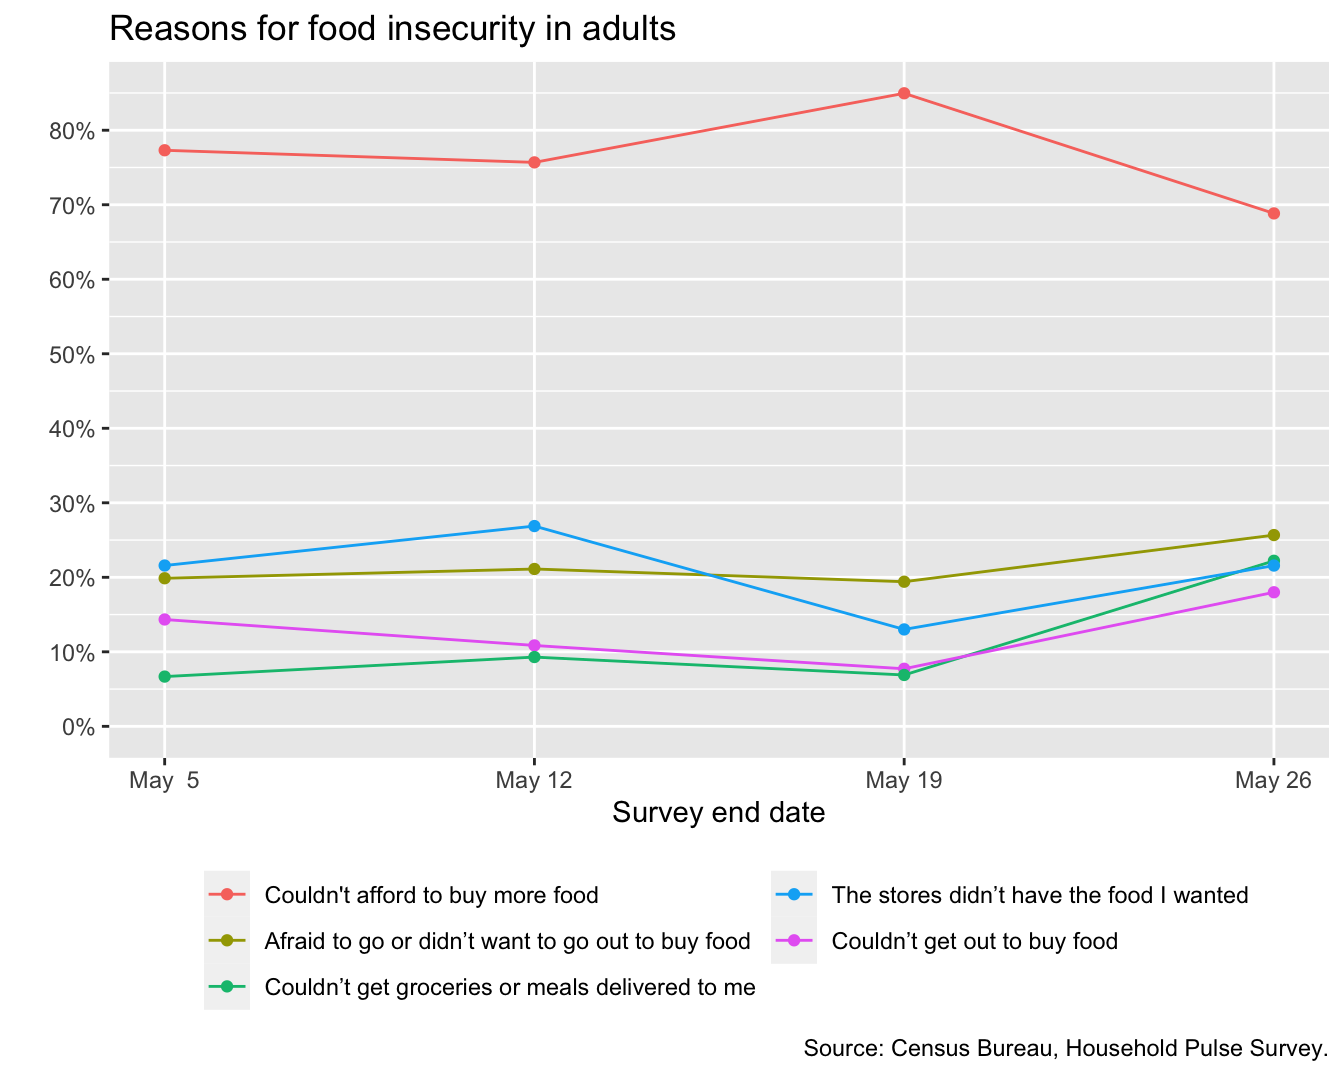 Reasons for food insecurity in adults
80%
70%
60%
50%
40%
30%
20%
10%
0%
May  5
May 12
May 19
May 26
Survey end date
Couldn't afford to buy more food
Afraid to go or didn’t want to go out to buy food
Couldn’t get groceries or meals delivered to me
The stores didn’t have the food I wanted
Couldn’t get out to buy food
Source: Census Bureau, Household Pulse Survey.